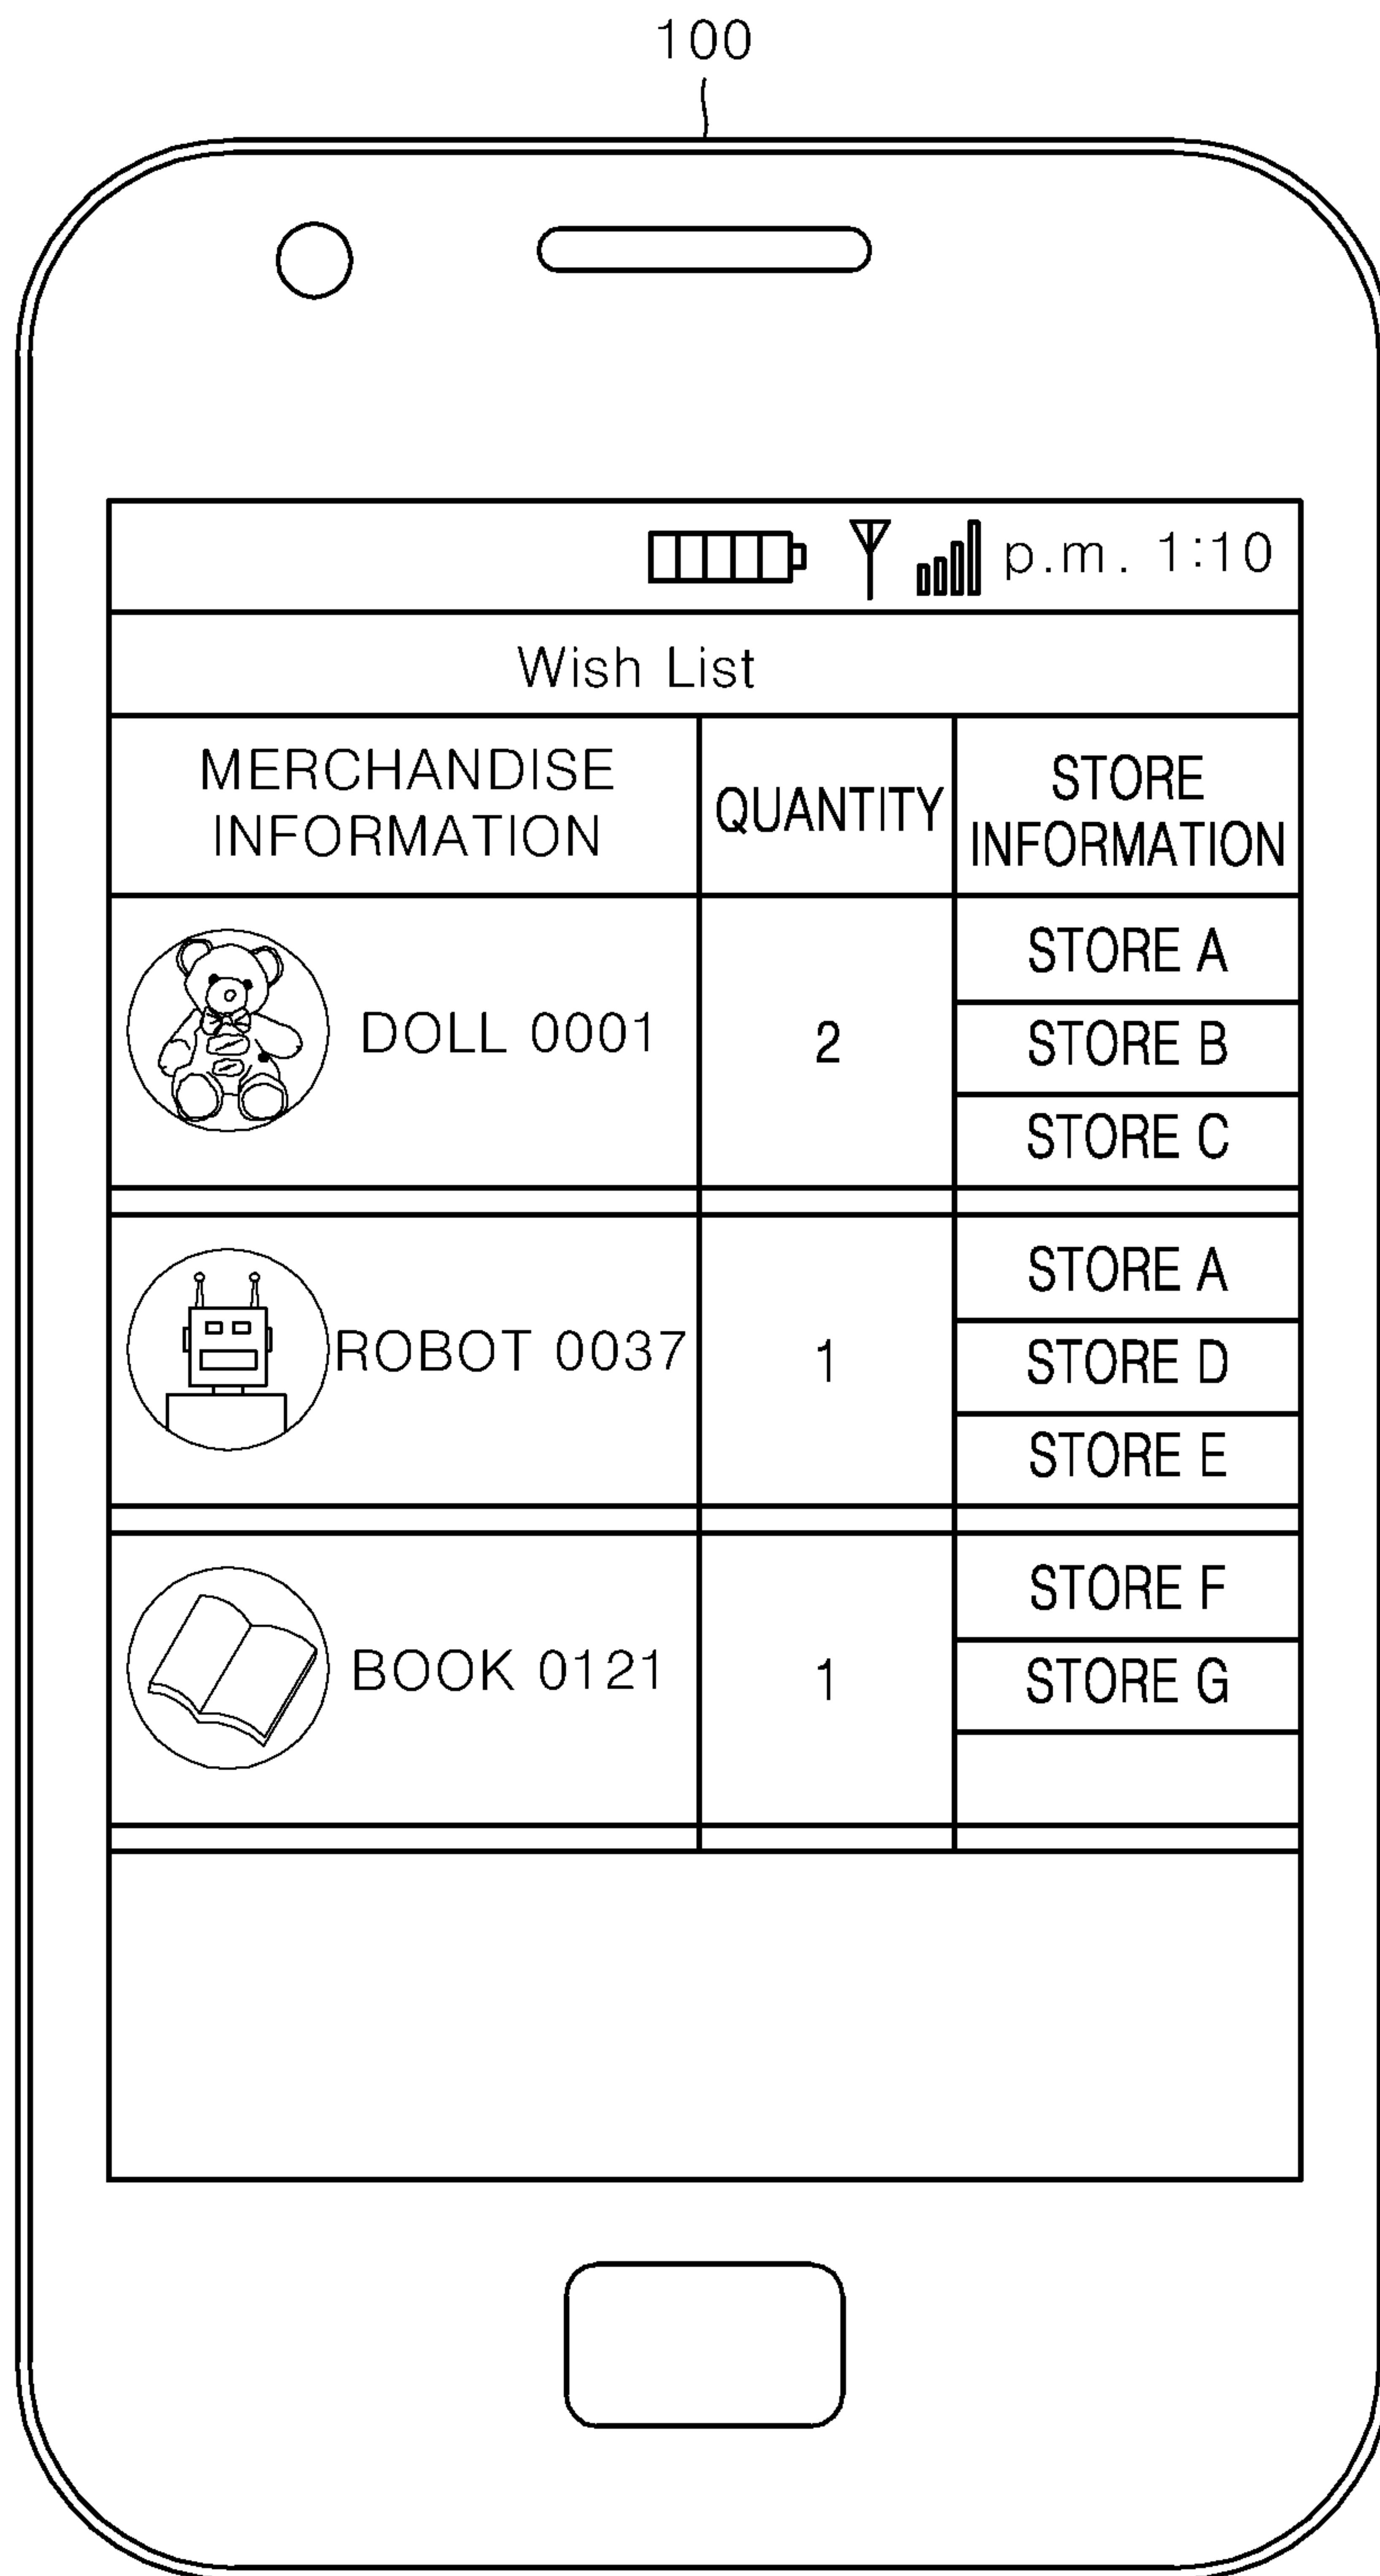 100
p.m. 1:10
Wish List
MERCHANDISE
INFORMATION
QUANTITY
STORE
INFORMATION
DOLL 0001
2
STORE A
STORE B
STORE C
ROBOT 0037
1
STORE A
STORE D
STORE E
BOOK 0121
1
STORE F
STORE G